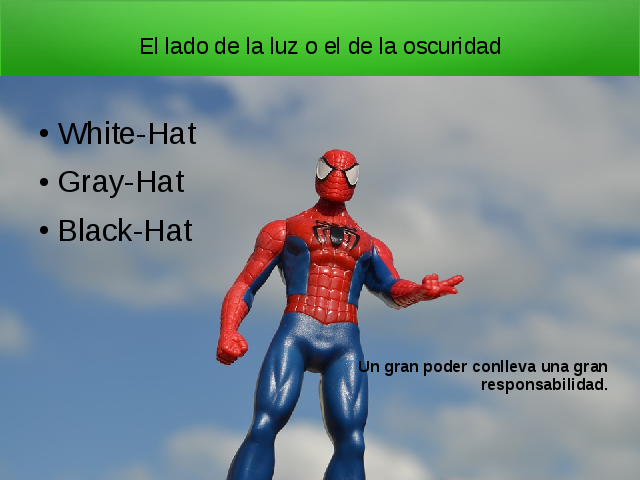 El lado de la luz o el de la oscuridad
• White-Hat
• Gray-Hat
• Black-Hat
Un gran poder conlleva una gran
responsabilidad.